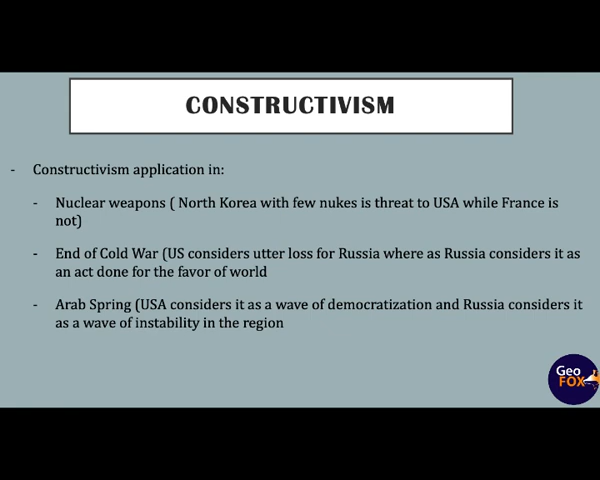 CONSTRUCTIVISM
- Constructivism application in:
- Nuclear weapons ( North Korea with few nukes is threat to USA while France is
not)
- End of Cold War (US considers utter loss for Russia where as Russia considers it as
an act done for the favor of world
- Arab Spring (USA considers it as a wave of democratization and Russia considers it
as a wave of instability in the region
Geo
FOX